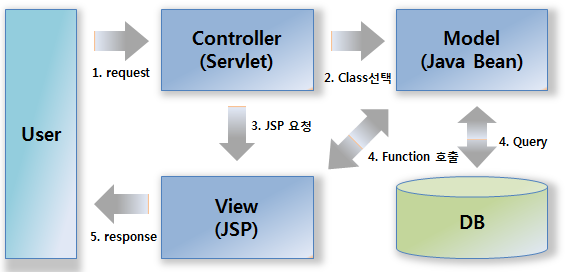 Controller
(Servlet)
Model
(Java Bean)
1. request
2. Class선택
User
3. JSP 요청
4. Function 호출
4. Query
View
(JSP)
DB
5. response